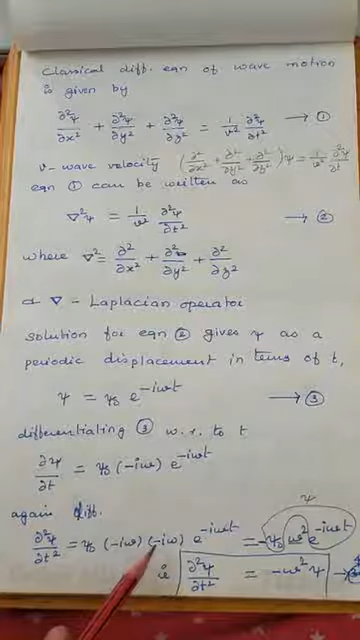 Classical diff. eqn of wave motion
is given by
∂²ψ/∂x² + ∂²ψ/∂y² + ∂²ψ/∂z² = 1/v² ∂²ψ/∂t² → ①
v - wave velocity (∂²/∂x² + ∂²/∂y² + ∂²/∂z²)ψ = 1/v² ∂²ψ/∂t
eqn ① can be written as
∇²ψ = 1/v² ∂²ψ/∂t² → ②
where ∇² = ∂²/∂x² + ∂²/∂y² + ∂²/∂z²
∇ - Laplacian operator
solution for eqn ② gives ψ as a
periodic displacement in terms of t,
ψ = ψ₀ e^(-iωt) → ③
differentiating ③ w.r. to t
∂ψ/∂t = ψ₀ (-iω) e^(-iωt)
again diff. ψ
∂²ψ/∂t² = ψ₀ (-iω) (-iω) e^(-iωt) = -ψ₀ ω² e^(-iωt)
ie ∂²ψ/∂t² = -ω² ψ →